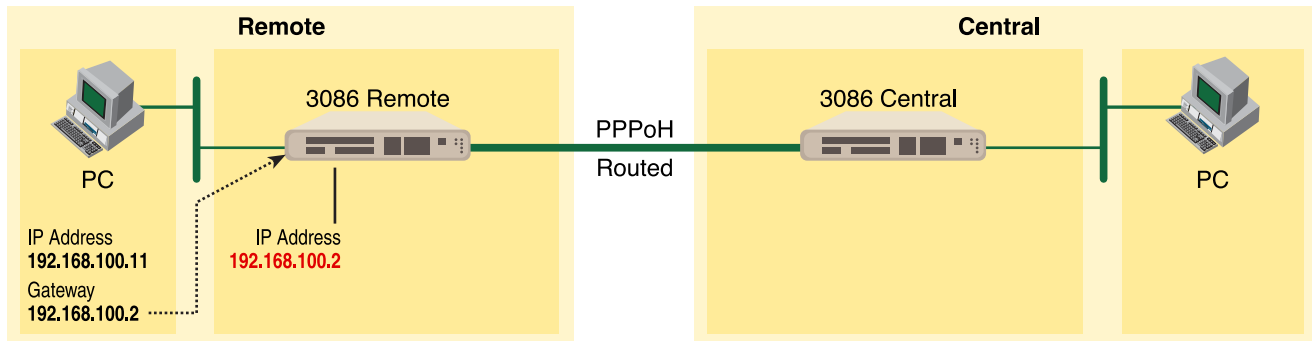 Remote
Central
3086 Remote
3086 Central
PPPoH
Routed
PC
PC
IP Address
192.168.100.11
Gateway
192.168.100.2
IP Address
192.168.100.2